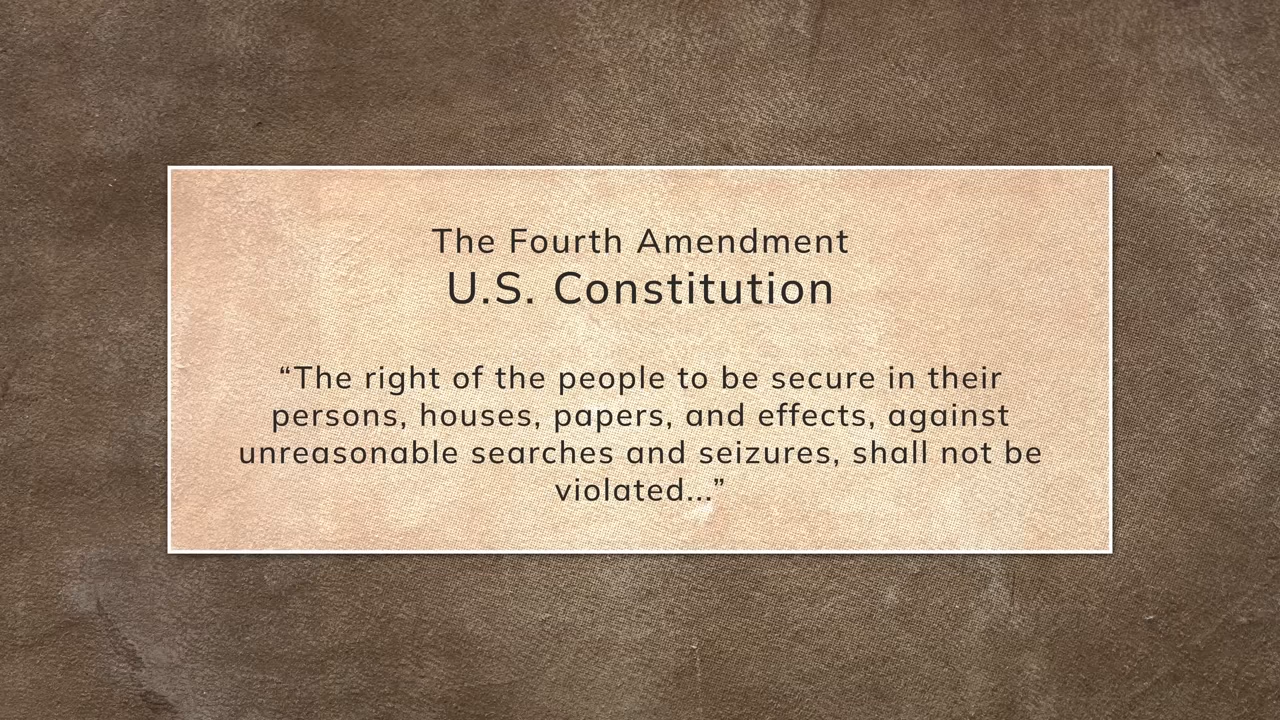 The Fourth Amendment
U.S. Constitution
“The right of the people to be secure in their
persons, houses, papers, and effects, against
unreasonable searches and seizures, shall not be
violated...”